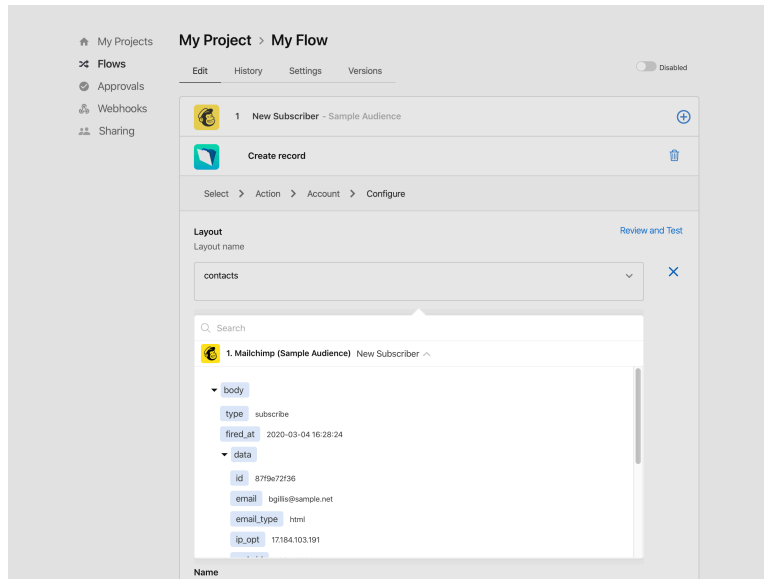 My Projects
Flows
Approvals
Webhooks
Sharing
My Project > My Flow
Edit History Settings Versions
Disabled
1 New Subscriber - Sample Audience
Create record
Select > Action > Account > Configure
Layout
Review and Test
Layout name
contacts
Search
1. Mailchimp (Sample Audience) New Subscriber
body
type subscribe
fired_at 2020-03-04 16:28:24
data
id 87f9e72f36
email bgillis@sample.net
email_type html
ip_opt 17.184.103.191
Name